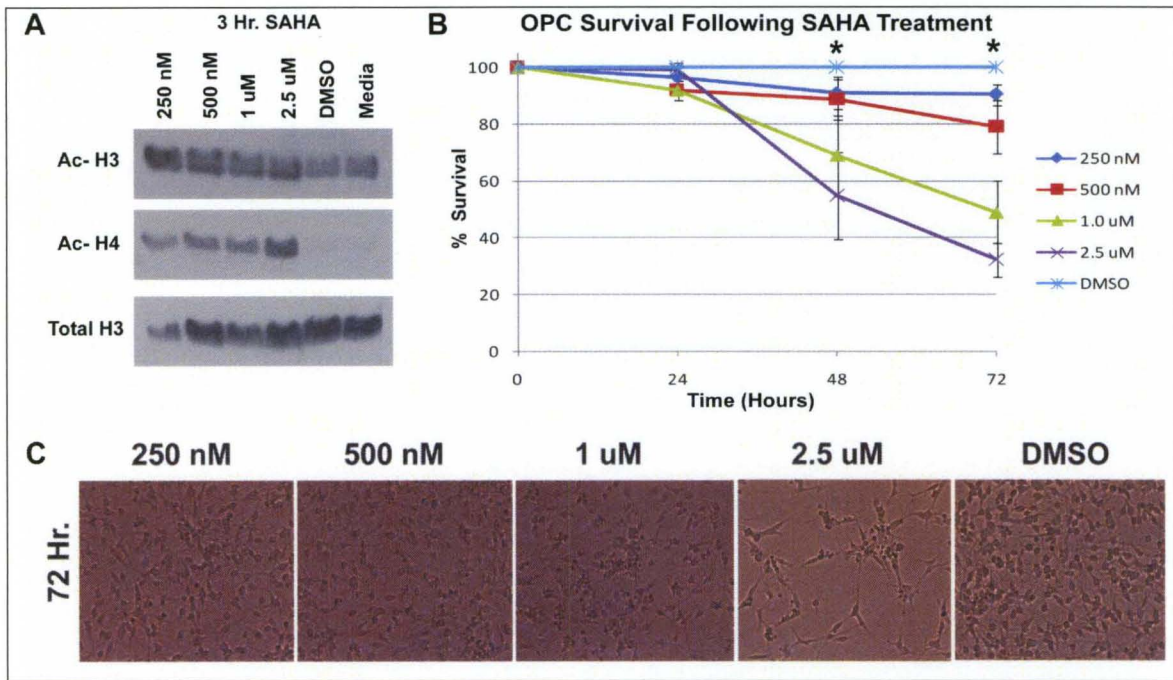 A
3 Hr. SAHA
250 nM
500 nM
1 uM
2.5 uM
DMSO
Media
Ac- H3
Ac- H4
Total H3
B
OPC Survival Following SAHA Treatment
*
*
100
80
60
40
20
0
% Survival
0
24
48
72
Time (Hours)
250 nM
500 nM
1.0 uM
2.5 uM
DMSO
C
250 nM
500 nM
1 uM
2.5 uM
DMSO
72 Hr.